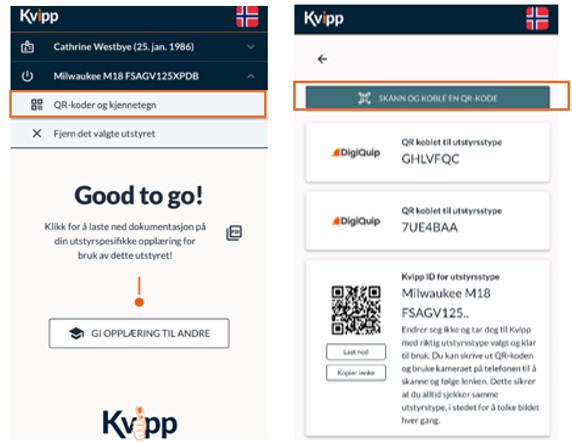 Kvipp
Cathrine Westbye (25. jan. 1986)
Milwaukee M18 FSAGV125XPDB
QR-koder og kjennetegn
Fjern det valgte utstyret
Good to go!
Klikk for å laste ned dokumentasjon på
din utstyrspesifikke opplæring for
bruk av dette utstyret!
PDF
GI OPPLÆRING TIL ANDRE
Kvipp
Kvipp
SKANN OG KOBLE EN QR-KODE
DigiQuip
QR koblet til utstyrsstype
GHLVFQC
DigiQuip
QR koblet til utstyrsstype
7UE4BAA
Kvipp ID for utstyrsstype
Milwaukee M18
FSAGV125..
Endrer seg ikke og tar deg til Kvipp
med riktig utstyrsstype valgt og klar
til bruk. Du kan skrive ut QR-koden
og bruke kameraet på telefonen til å
skanne og følge lenken. Dette sikrer
at du alltid sjekker samme
utstyrstype, i stedet for å tolke bildet
hver gang.
Last ned
Kopier lenke